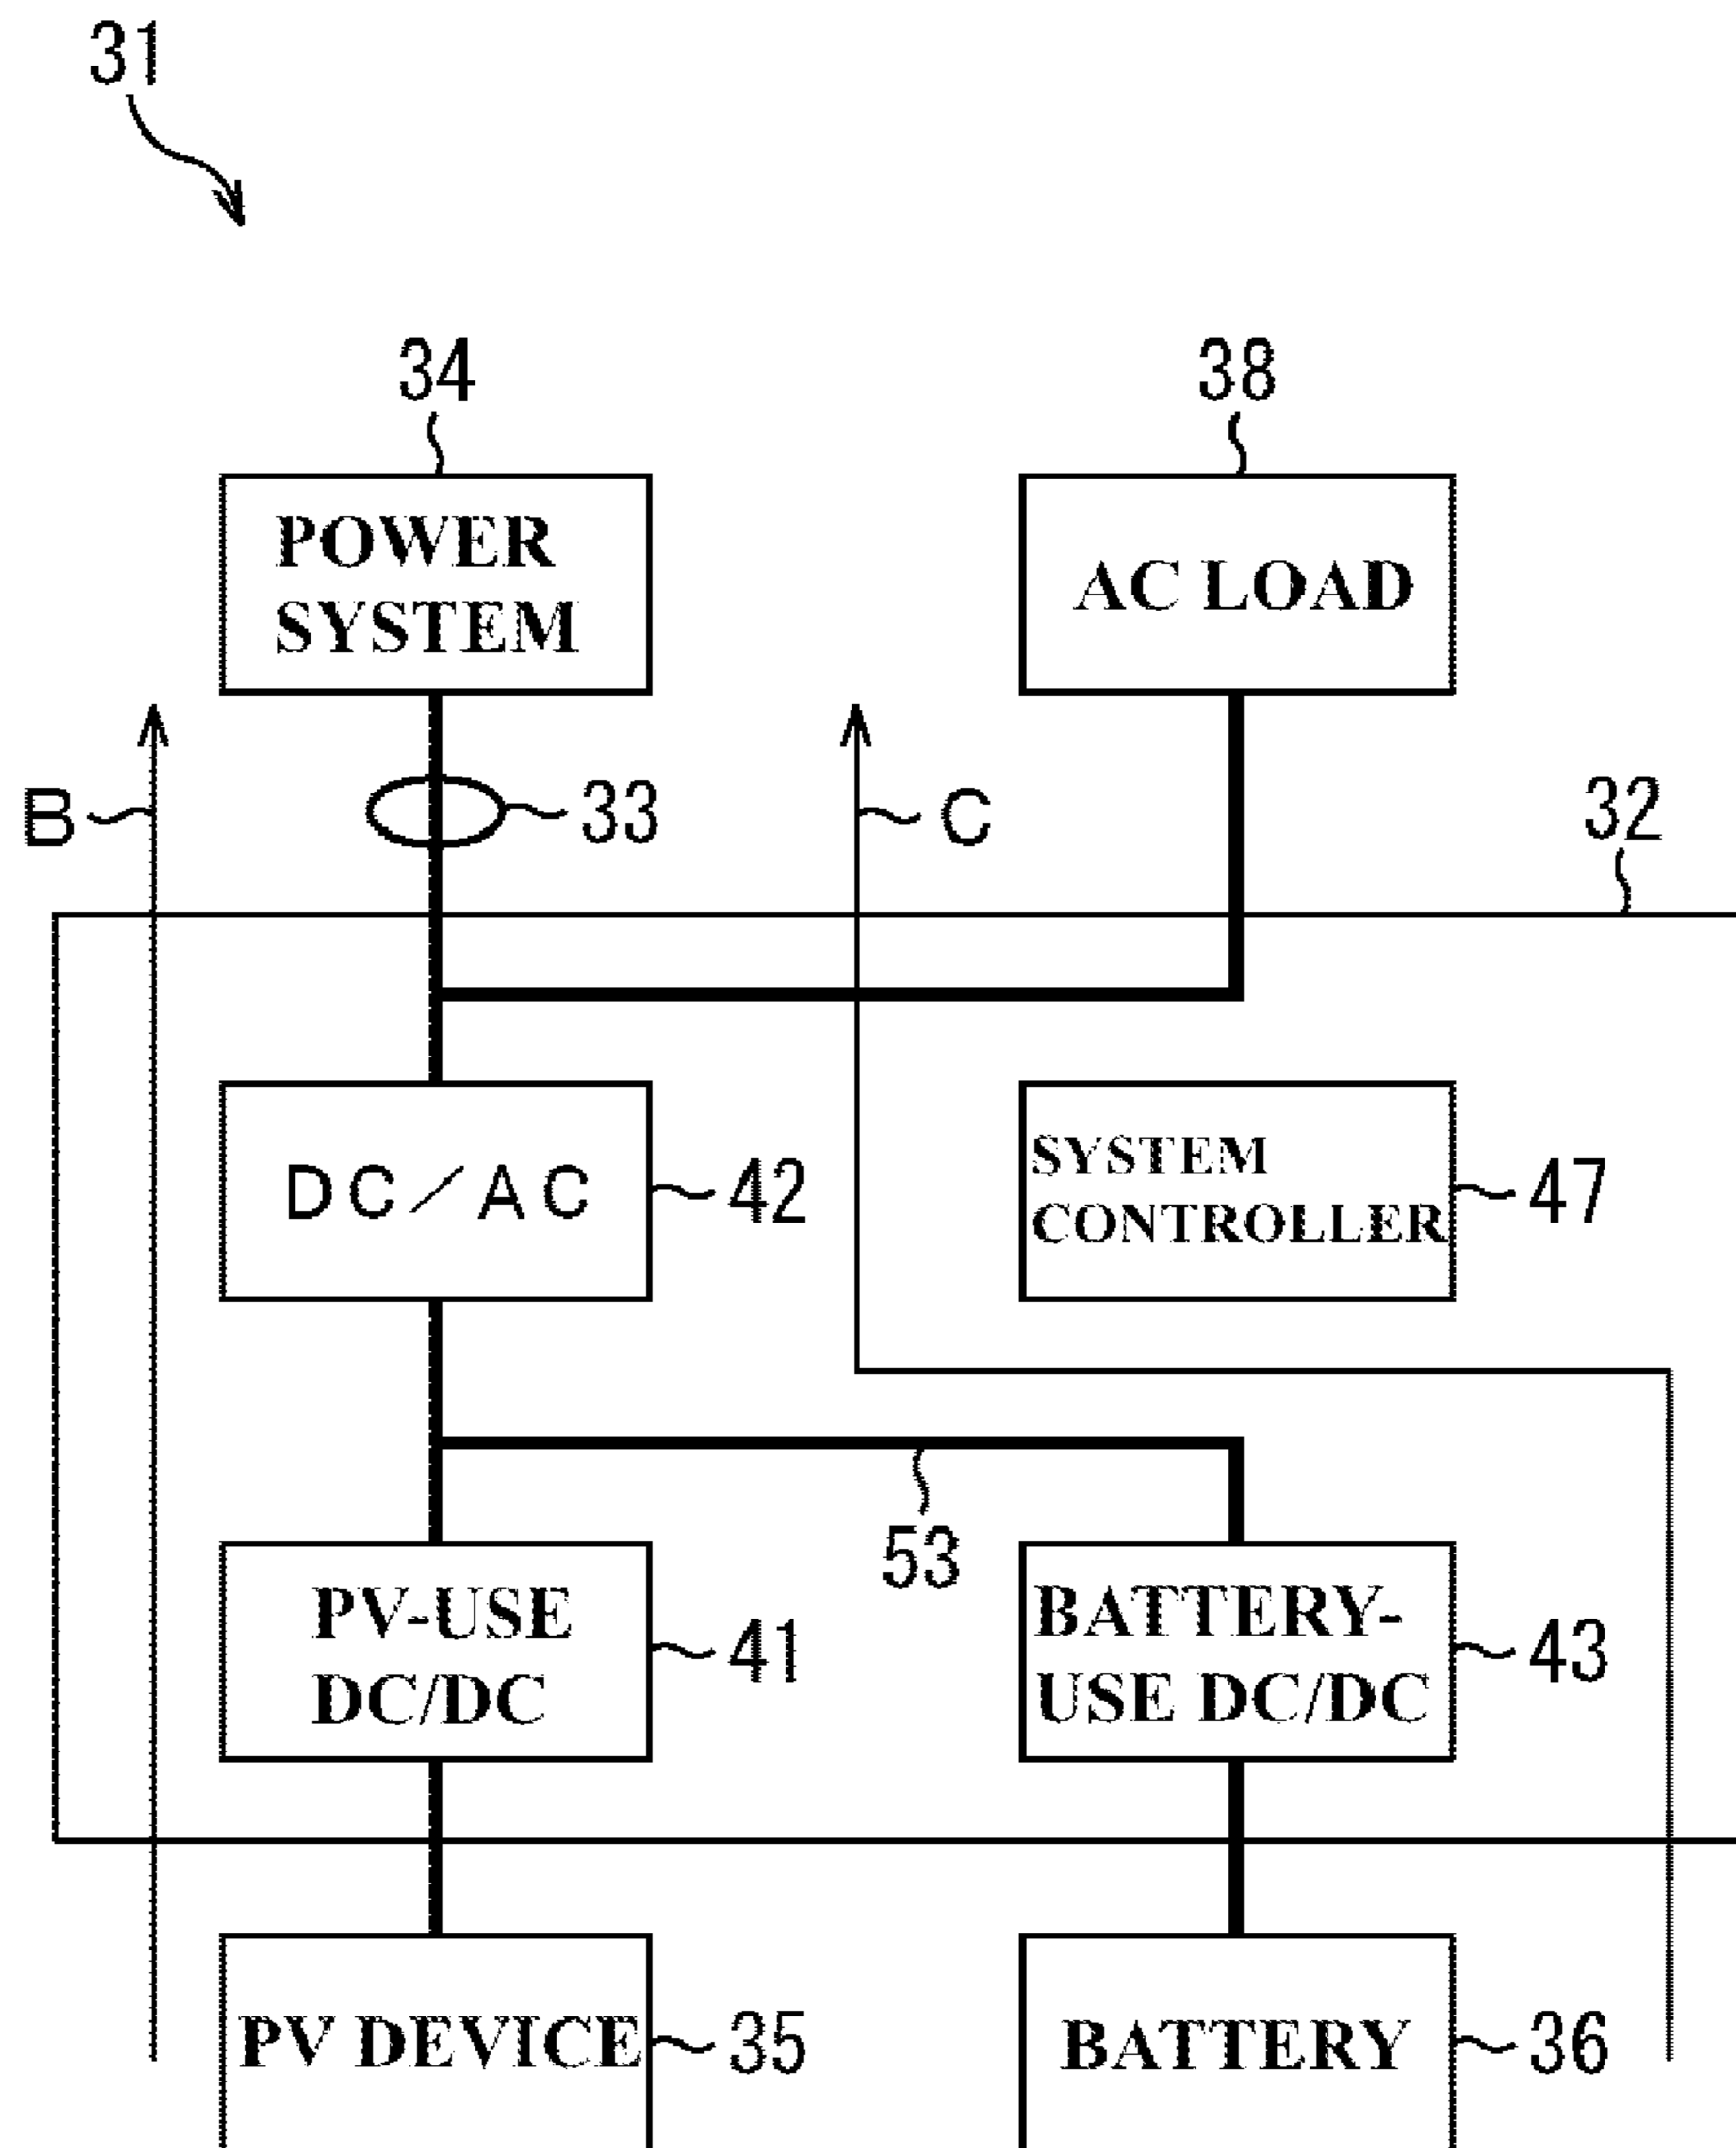 31
34
38
POWER
SYSTEM
AC LOAD
B
33
C
32
DC/AC
42
SYSTEM
CONTROLLER
47
53
PV-USE
DC/DC
41
BATTERY-
USE DC/DC
43
PV DEVICE
35
BATTERY
36